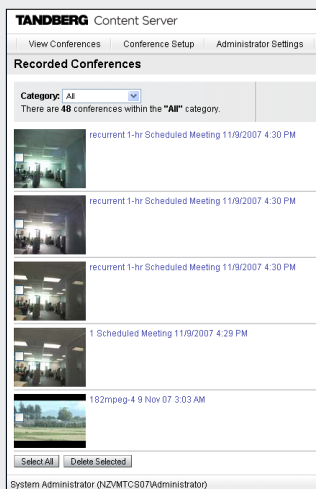 TANDBERG Content Server
View Conferences Conference Setup Administrator Settings
Recorded Conferences
Category: All
There are 48 conferences within the "All" category.
recurrent 1-hr Scheduled Meeting 11/9/2007 4:30 PM
recurrent 1-hr Scheduled Meeting 11/9/2007 4:30 PM
recurrent 1-hr Scheduled Meeting 11/9/2007 4:30 PM
1 Scheduled Meeting 11/9/2007 4:29 PM
182mpeg-4 9 Nov 07 3:03 AM
Select All Delete Selected
System Administrator (NZVMTCS07\Administrator)